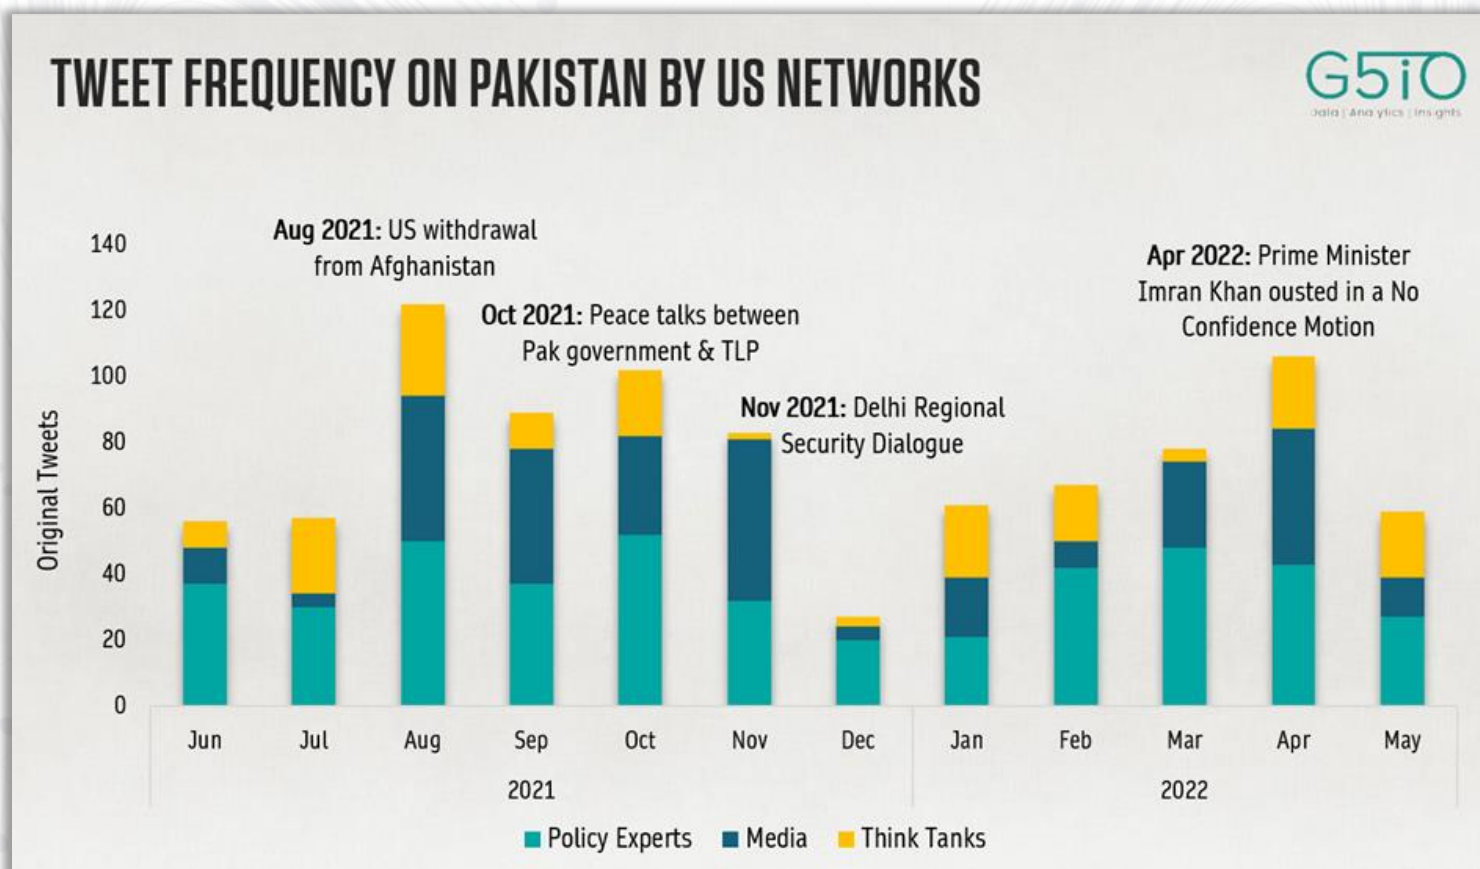 TWEET FREQUENCY ON PAKISTAN BY US NETWORKS
G5iO
Data | Analytics | Insights
Aug 2021: US withdrawal
from Afghanistan
Oct 2021: Peace talks between
Pak government & TLP
Nov 2021: Delhi Regional
Security Dialogue
Apr 2022: Prime Minister
Imran Khan ousted in a No
Confidence Motion
Original Tweets
140
120
100
80
60
40
20
0
Jun Jul Aug Sep Oct Nov Dec Jan Feb Mar Apr May
2021 2022
Policy Experts Media Think Tanks